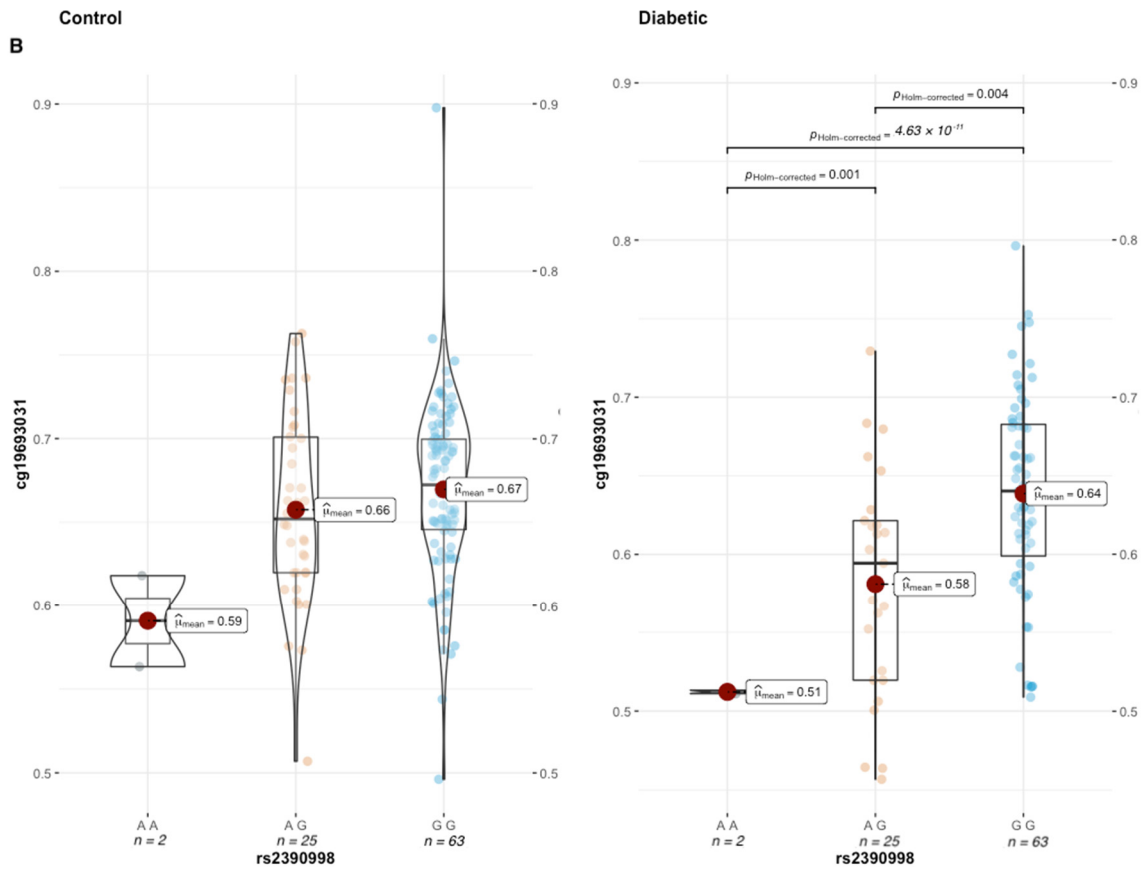 Control
Diabetic
B
0.9
0.8
0.7
0.6
0.5
cg19693031
0.9
0.8
0.7
0.6
0.5
μ̂mean = 0.59
μ̂mean = 0.66
μ̂mean = 0.67
A A
n = 2
A G
n = 25
G G
n = 63
rs2390998
0.9
0.8
0.7
0.6
0.5
cg19693031
0.9
0.8
0.7
0.6
0.5
pHolm−corrected = 0.004
pHolm−corrected = 4.63 × 10-11
pHolm−corrected = 0.001
μ̂mean = 0.51
μ̂mean = 0.58
μ̂mean = 0.64
A A
n = 2
A G
n = 25
G G
n = 63
rs2390998